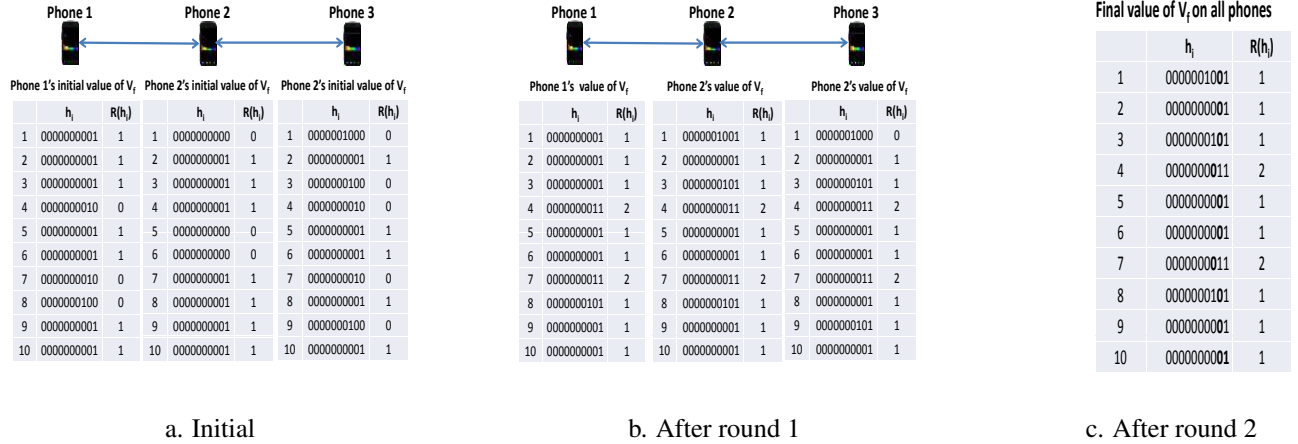 Phone 1 Phone 2 Phone 3
Phone 1's initial value of Vf Phone 2's initial value of Vf Phone 2's initial value of Vf
hi R(hi) hi R(hi) hi R(hi)
1 0000000001 1 1 0000000000 0 1 0000001000 0
2 0000000001 1 2 0000000001 1 2 0000000001 1
3 0000000001 1 3 0000000001 1 3 0000000100 0
4 0000000010 0 4 0000000001 1 4 0000000010 0
5 0000000001 1 5 0000000000 0 5 0000000001 1
6 0000000001 1 6 0000000000 0 6 0000000001 1
7 0000000010 0 7 0000000001 1 7 0000000010 0
8 0000000100 0 8 0000000001 1 8 0000000001 1
9 0000000001 1 9 0000000001 1 9 0000000100 0
10 0000000001 1 10 0000000001 1 10 0000000001 1
a. Initial
Phone 1 Phone 2 Phone 3
Phone 1's value of Vf Phone 2's value of Vf Phone 2's value of Vf
hi R(hi) hi R(hi) hi R(hi)
1 0000000001 1 1 0000001001 1 1 0000001000 0
2 0000000001 1 2 0000000001 1 2 0000000001 1
3 0000000001 1 3 0000000101 1 3 0000000101 1
4 0000000011 2 4 0000000011 2 4 0000000011 2
5 0000000001 1 5 0000000001 1 5 0000000001 1
6 0000000001 1 6 0000000001 1 6 0000000001 1
7 0000000011 2 7 0000000011 2 7 0000000011 2
8 0000000101 1 8 0000000101 1 8 0000000001 1
9 0000000001 1 9 0000000001 1 9 0000000101 1
10 0000000001 1 10 0000000001 1 10 0000000001 1
b. After round 1
Final value of Vf on all phones
hi R(hi)
1 0000001001 1
2 0000000001 1
3 0000000101 1
4 0000000011 2
5 0000000001 1
6 0000000001 1
7 0000000011 2
8 0000000101 1
9 0000000001 1
10 0000000001 1
c. After round 2